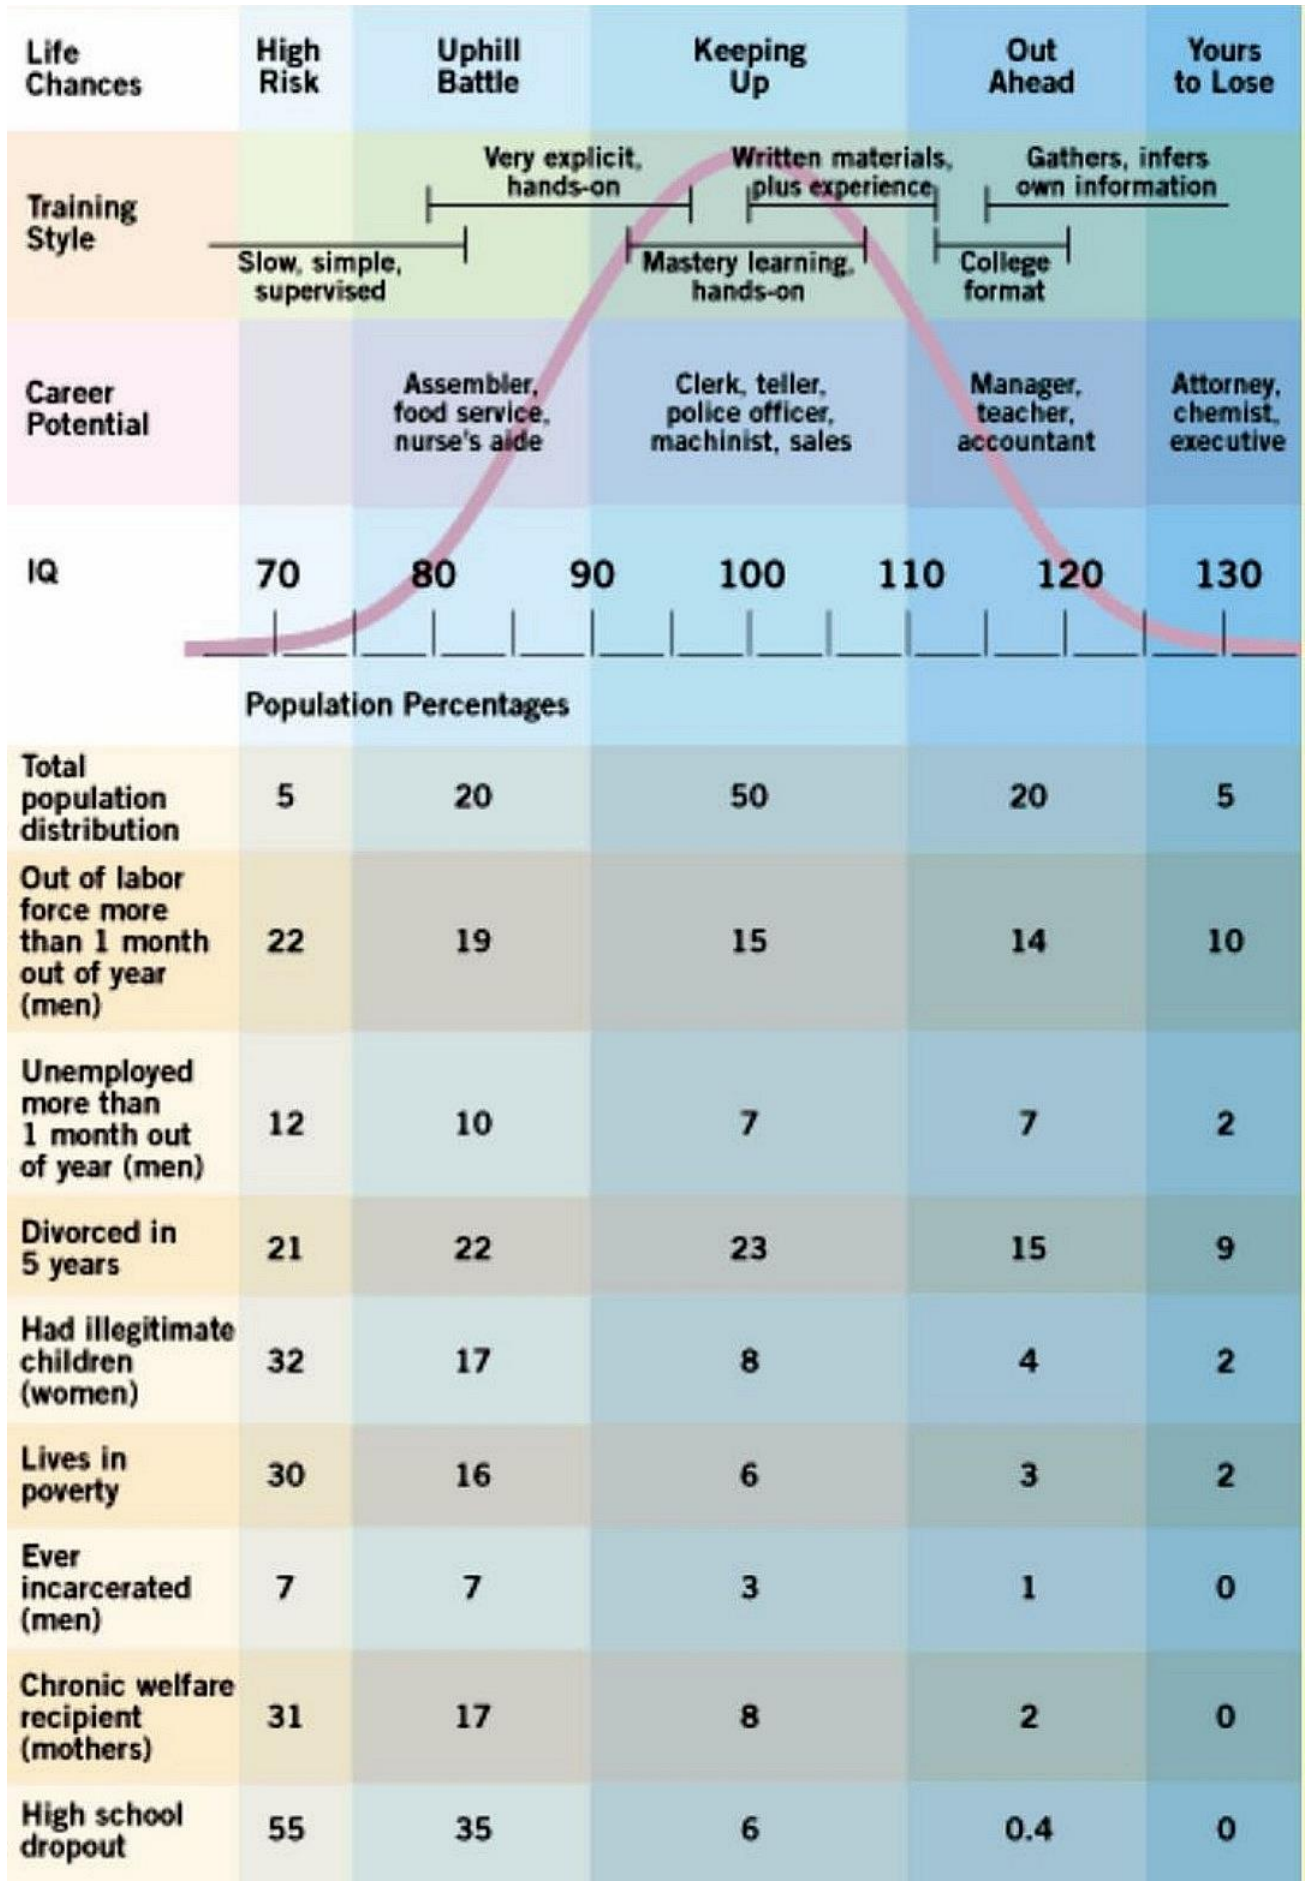 Life
Chances
High
Risk
Uphill
Battle
Keeping
Up
Out
Ahead
Yours
to Lose
Training
Style
Very explicit,
hands-on
Written materials,
plus experience
Gathers, infers
own information
Slow, simple,
supervised
Mastery learning,
hands-on
College
format
Career
Potential
Assembler,
food service,
nurse's aide
Clerk, teller,
police officer,
machinist, sales
Manager,
teacher,
accountant
Attorney,
chemist,
executive
IQ 70 80 90 100 110 120 130
Population Percentages
Total
population
distribution
5 20 50 20 5
Out of labor
force more
than 1 month
out of year
(men)
22 19 15 14 10
Unemployed
more than
1 month out
of year (men)
12 10 7 7 2
Divorced in
5 years
21 22 23 15 9
Had illegitimate
children
(women)
32 17 8 4 2
Lives in
poverty
30 16 6 3 2
Ever
incarcerated
(men)
7 7 3 1 0
Chronic welfare
recipient
(mothers)
31 17 8 2 0
High school
dropout
55 35 6 0.4 0